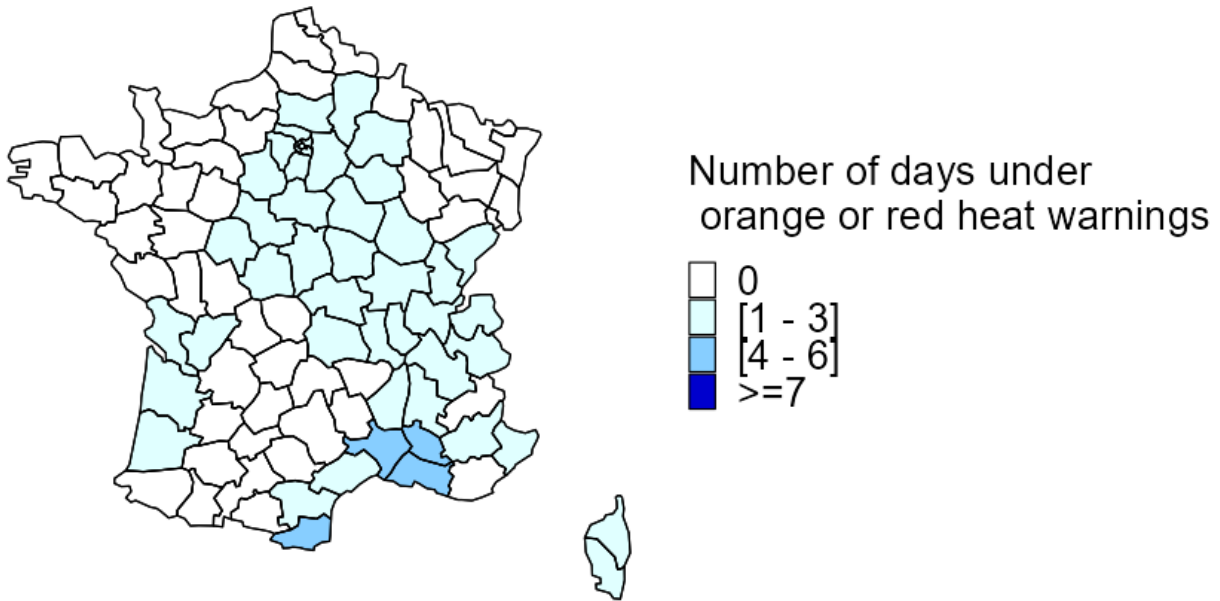 Number of days under
orange or red heat warnings
0
[1 - 3]
[4 - 6]
>=7